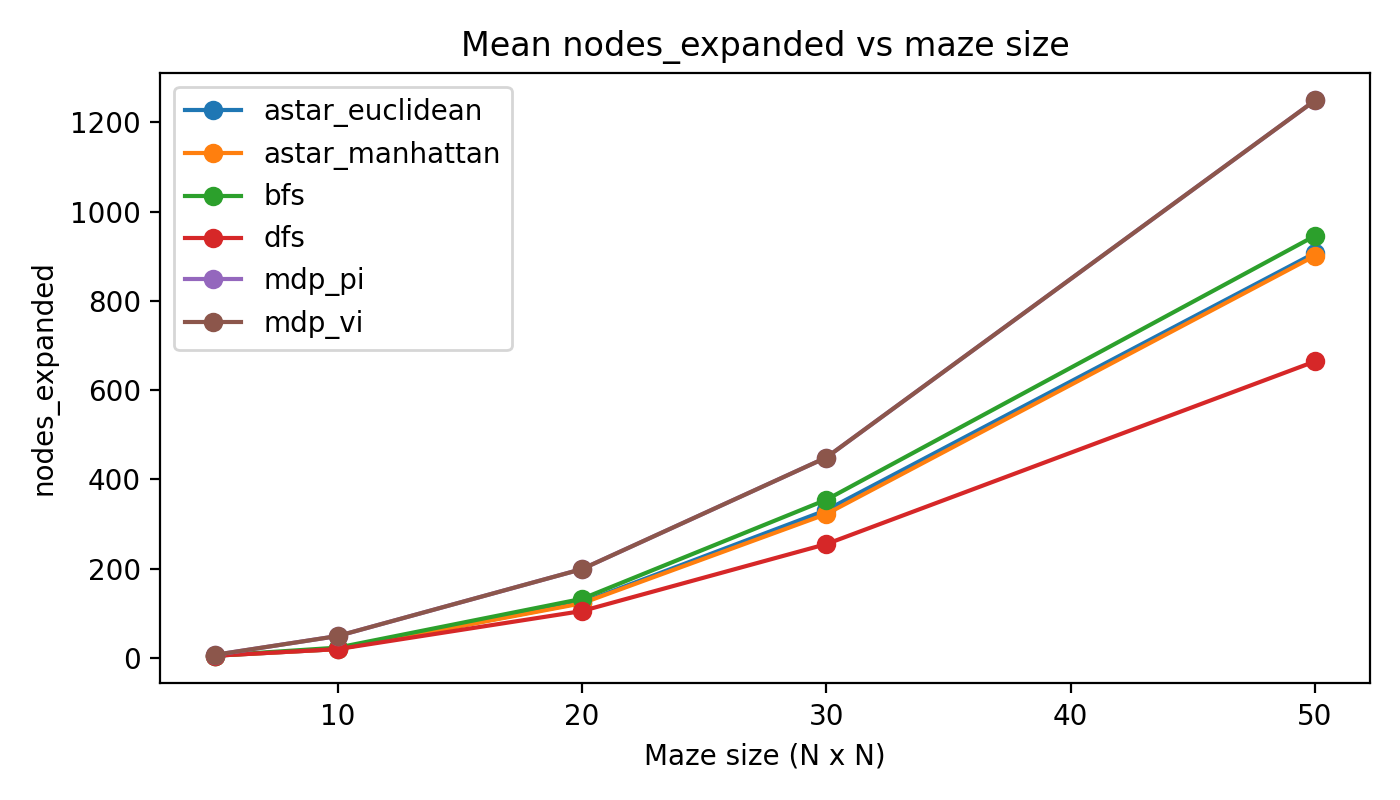 Mean nodes_expanded vs maze size
astar_euclidean
astar_manhattan
bfs
dfs
mdp_pi
mdp_vi
nodes_expanded
1200
1000
800
600
400
200
0
10 20 30 40 50
Maze size (N x N)